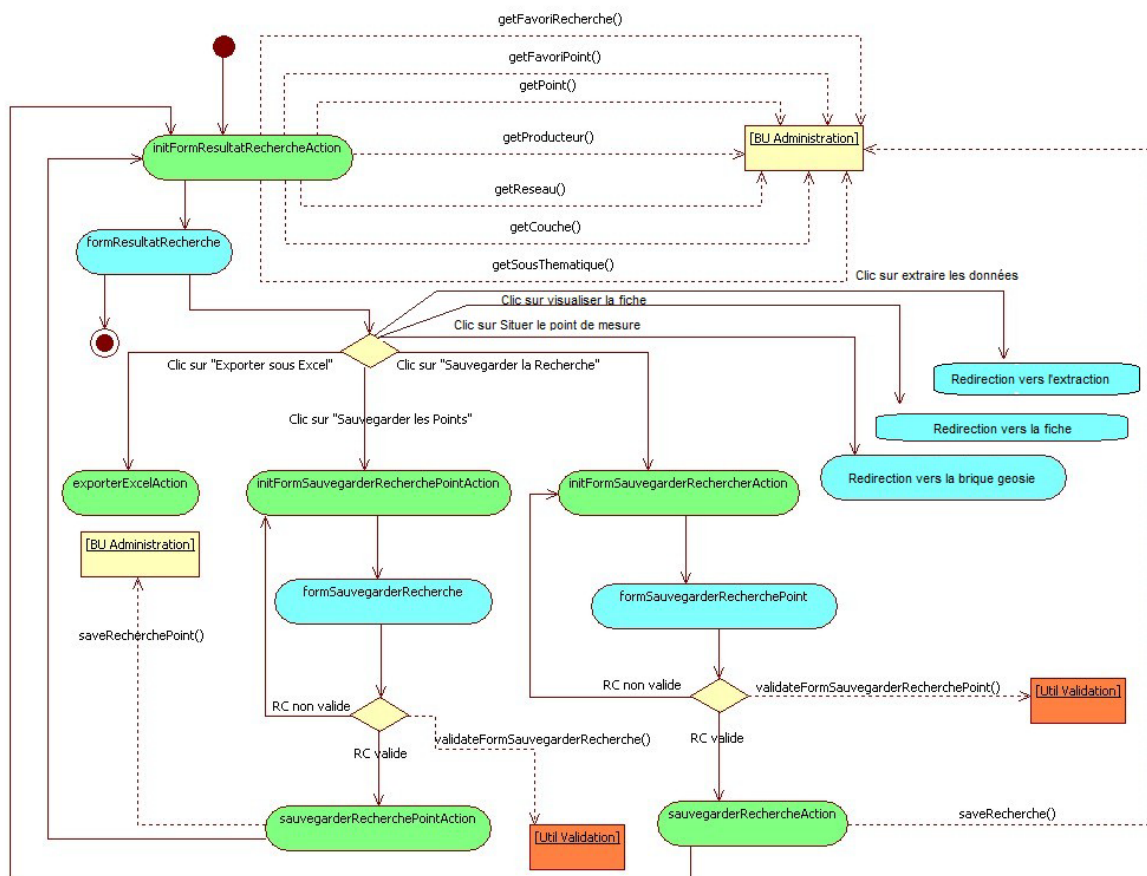 getFavoriRecherche()
getFavoriPoint()
getPoint()
getProducteur()
[BU Administration]
initFormResultatRechercheAction
getReseau()
getCouche()
formResultatRecherche
getSousThematique()
Clic sur extraire les données
Clic sur visualiser la fiche
Clic sur Situer le point de mesure
Clic sur "Exporter sous Excel"
Clic sur "Sauvegarder la Recherche"
Redirection vers l'extraction
Clic sur "Sauvegarder les Points"
Redirection vers la fiche
exporterExcelAction
initFormSauvegarderRecherchePointAction
initFormSauvegarderRechercherAction
Redirection vers la brique geosie
[BU Administration]
formSauvegarderRecherche
formSauvegarderRecherchePoint
saveRecherchePoint()
RC non valide
validateFormSauvegarderRecherchePoint()
[Util Validation]
RC non valide
RC valide
validateFormSauvegarderRecherche()
RC valide
sauvegarderRecherchePointAction
[Util Validation]
sauvegarderRechercheAction
saveRecherche()